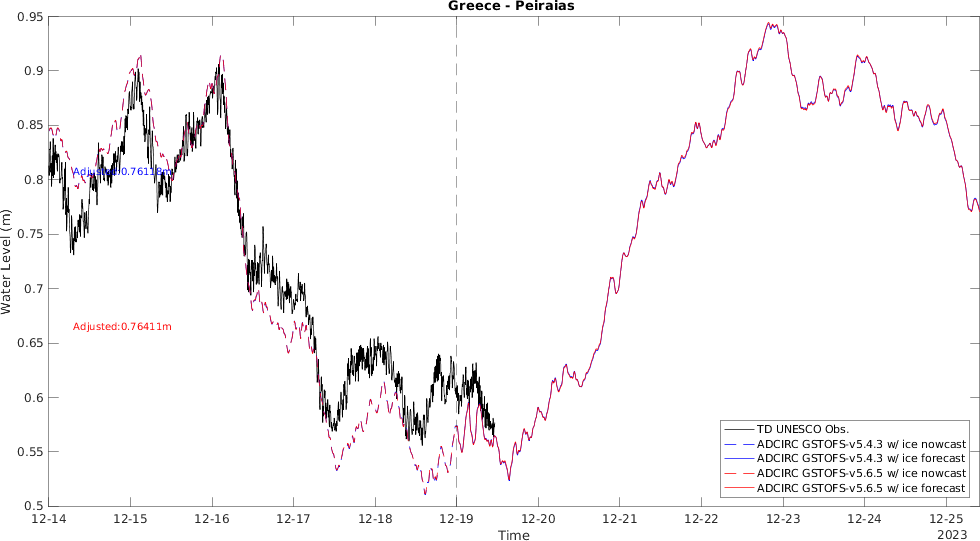 Greece - Peiraias
0.95
0.9
0.85
0.8
0.75
0.7
0.65
0.6
0.55
0.5
Water Level (m)
Adjusted:0.76118m
Adjusted:0.76411m
TD UNESCO Obs.
ADCIRC GSTOFS-v5.4.3 w/ ice nowcast
ADCIRC GSTOFS-v5.4.3 w/ ice forecast
ADCIRC GSTOFS-v5.6.5 w/ ice nowcast
ADCIRC GSTOFS-v5.6.5 w/ ice forecast
12-14 12-15 12-16 12-17 12-18 12-19 12-20 12-21 12-22 12-23 12-24 12-25
Time
2023